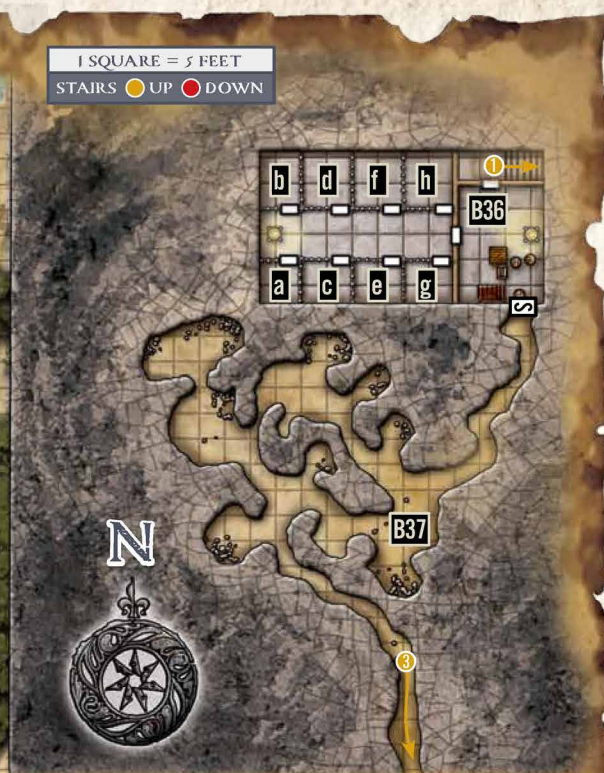 1 SQUARE = 5 FEET
STAIRS UP DOWN
1
b d f h
B36
a c e g
S
B37
N
3